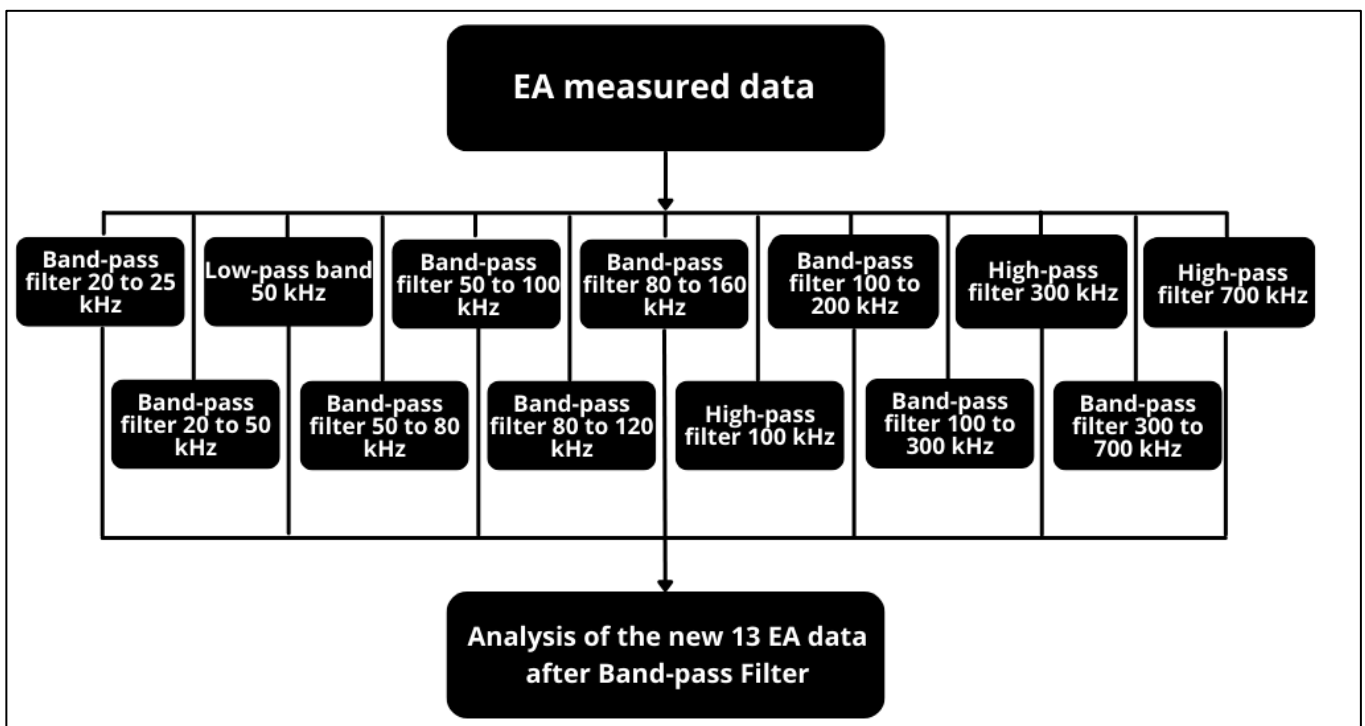 EA measured data
Band-pass
filter 20 to 25
kHz
Low-pass band
50 kHz
Band-pass
filter 50 to 100
kHz
Band-pass
filter 80 to 160
kHz
Band-pass
filter 100 to
200 kHz
High-pass
filter 300 kHz
High-pass
filter 700 kHz
Band-pass
filter 20 to 50
kHz
Band-pass
filter 50 to 80
kHz
Band-pass
filter 80 to 120
kHz
High-pass
filter 100 kHz
Band-pass
filter 100 to
300 kHz
Band-pass
filter 300 to
700 kHz
Analysis of the new 13 EA data
after Band-pass Filter